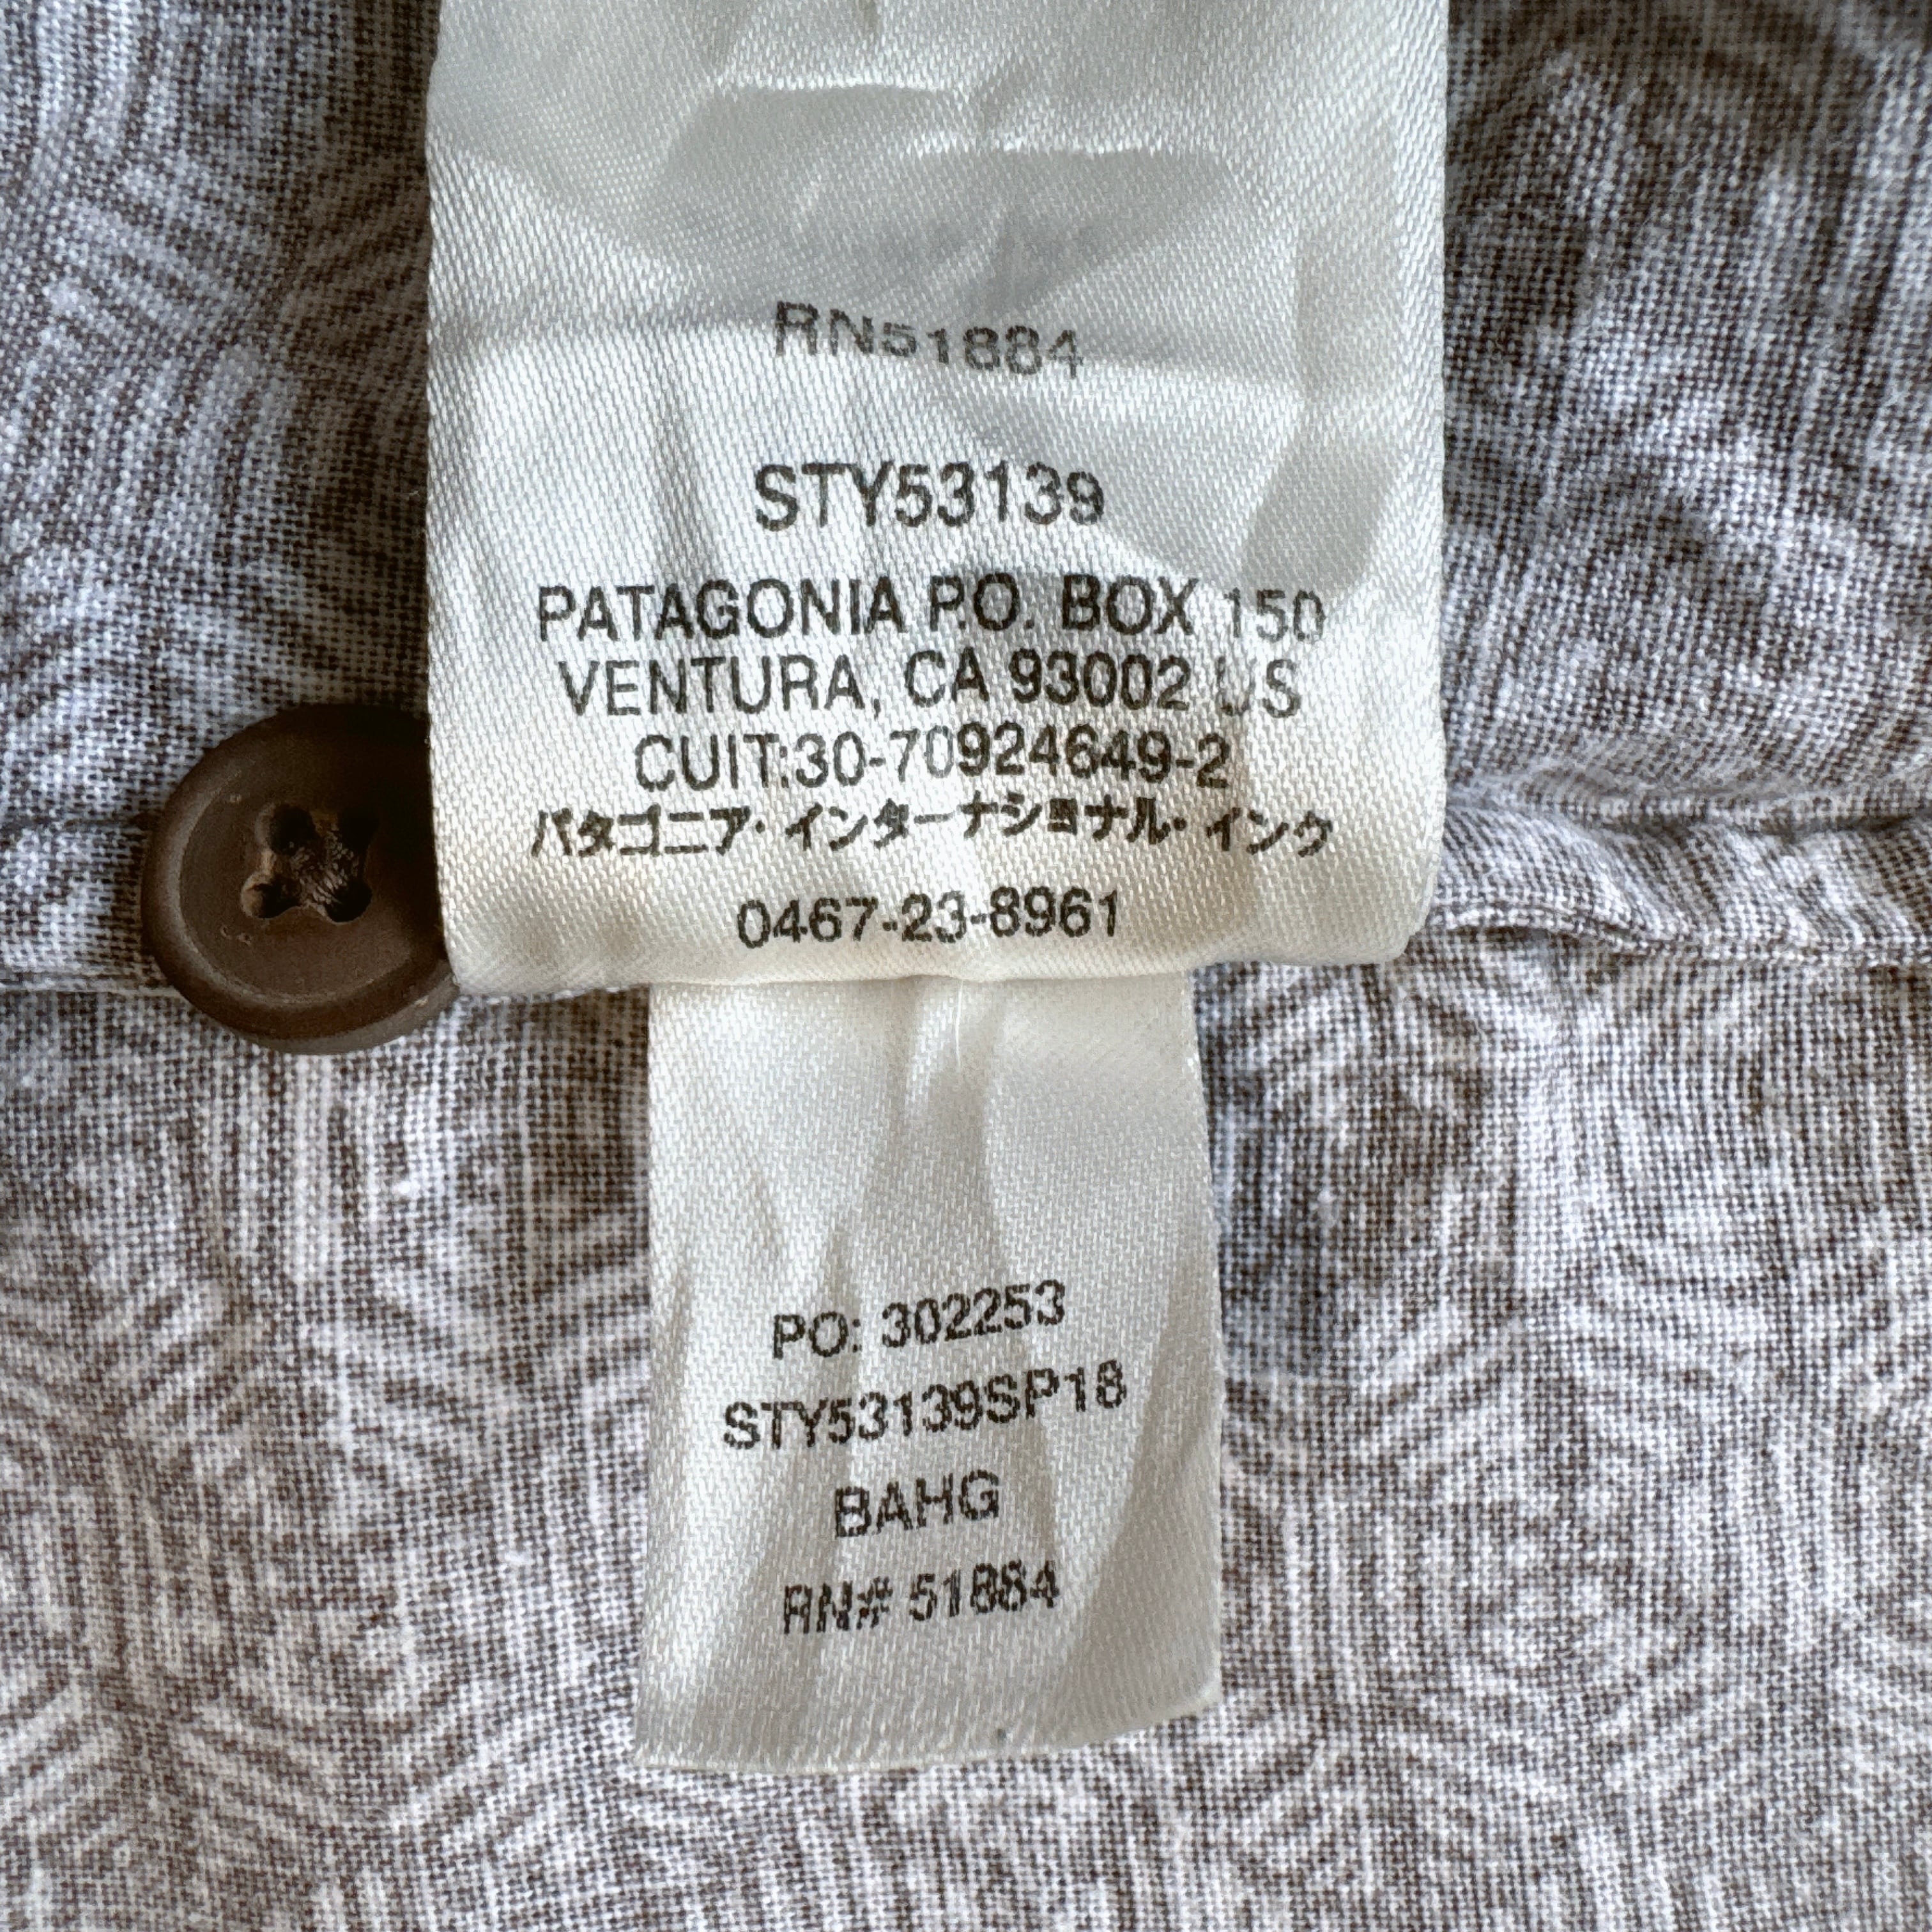 RN51884
STY53139
PATAGONIA P.O. BOX 150
VENTURA, CA 93002 US
CUIT:30-70924649-2
パタゴニア・インターナショナル・インク
0467-23-8961
PO: 302253
STY53139SP18
BAHG
RN# 51884